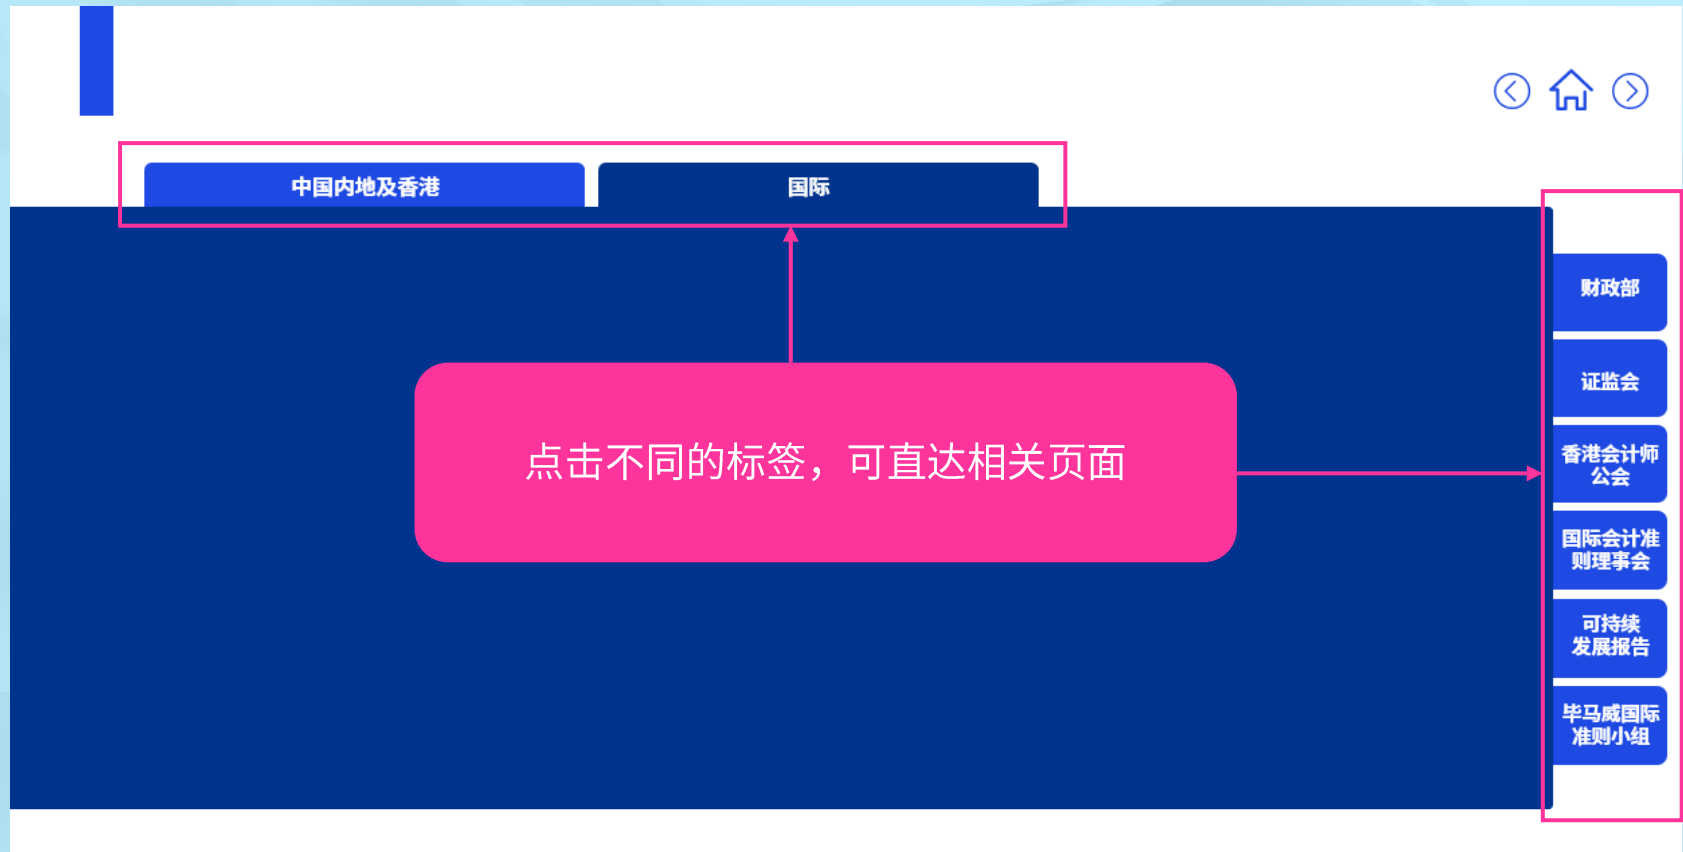 中国内地及香港
国际
点击不同的标签，可直达相关页面
财政部
证监会
香港会计师
公会
国际会计准
则理事会
可持续
发展报告
毕马威国际
准则小组